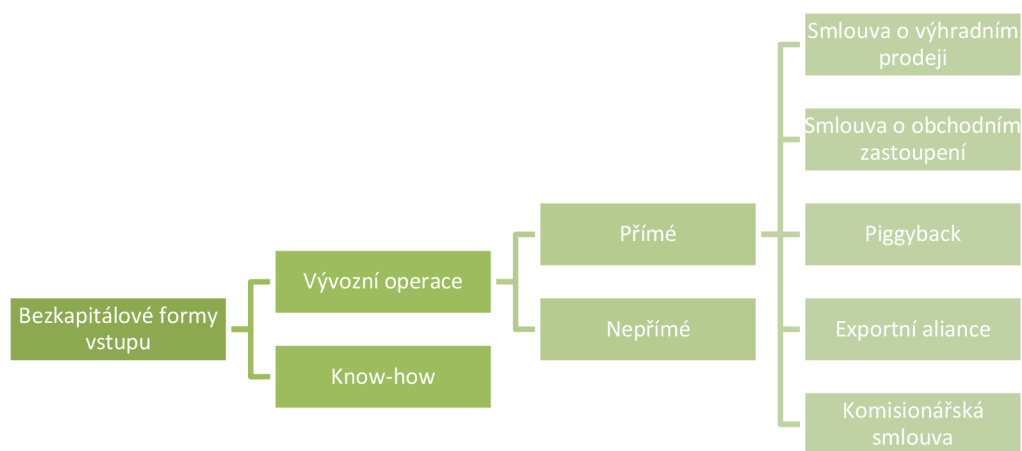 Bezkapitálové formy
vstupu
Vývozní operace
Know-how
Přímé
Nepřímé
Smlouva o výhradním
prodeji
Smlouva o obchodním
zastoupení
Piggyback
Exportní aliance
Komisionářská
smlouva